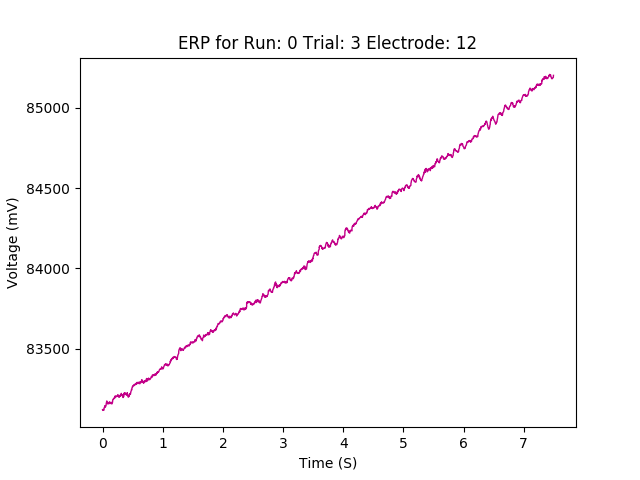 ERP for Run: 0 Trial: 3 Electrode: 12
85000
84500
84000
83500
Voltage (mV)
0 1 2 3 4 5 6 7
Time (S)